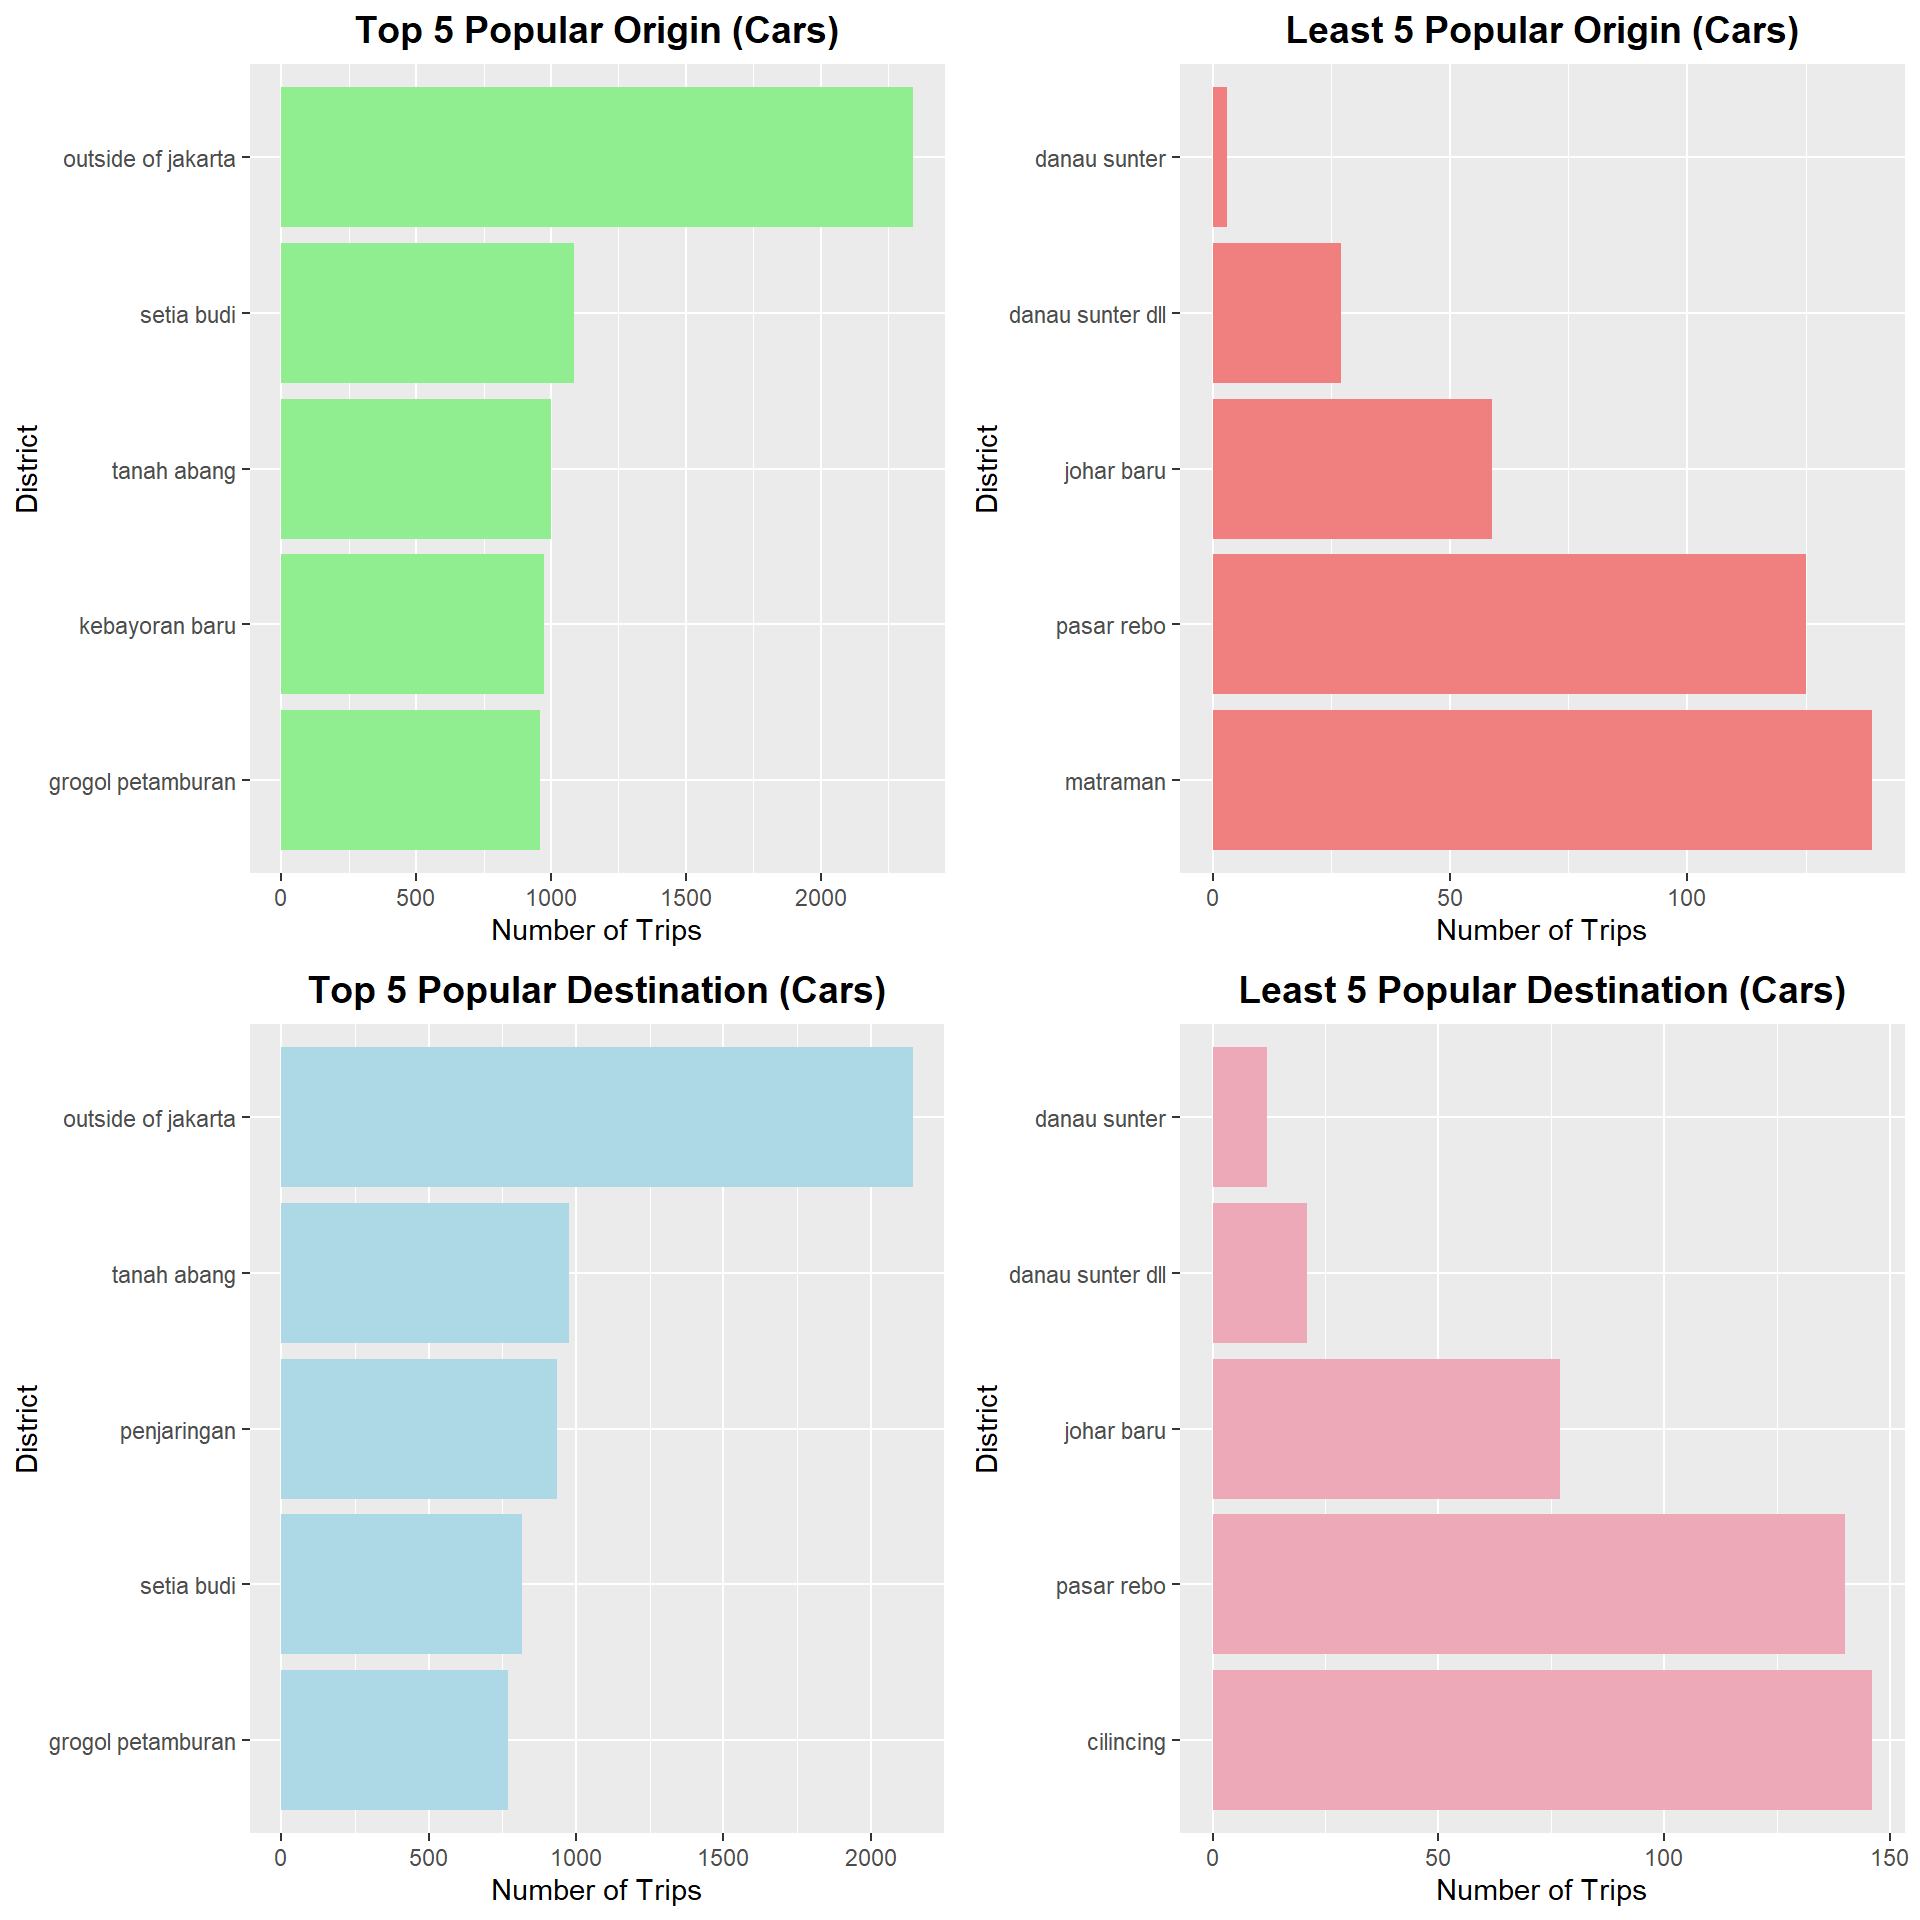 Top 5 Popular Origin (Cars)
District
outside of jakarta
setia budi
tanah abang
kebayoran baru
grogol petamburan
0 500 1000 1500 2000
Number of Trips
Least 5 Popular Origin (Cars)
District
danau sunter
danau sunter dll
johar baru
pasar rebo
matraman
0 50 100
Number of Trips
Top 5 Popular Destination (Cars)
District
outside of jakarta
tanah abang
penjaringan
setia budi
grogol petamburan
0 500 1000 1500 2000
Number of Trips
Least 5 Popular Destination (Cars)
District
danau sunter
danau sunter dll
johar baru
pasar rebo
cilincing
0 50 100 150
Number of Trips